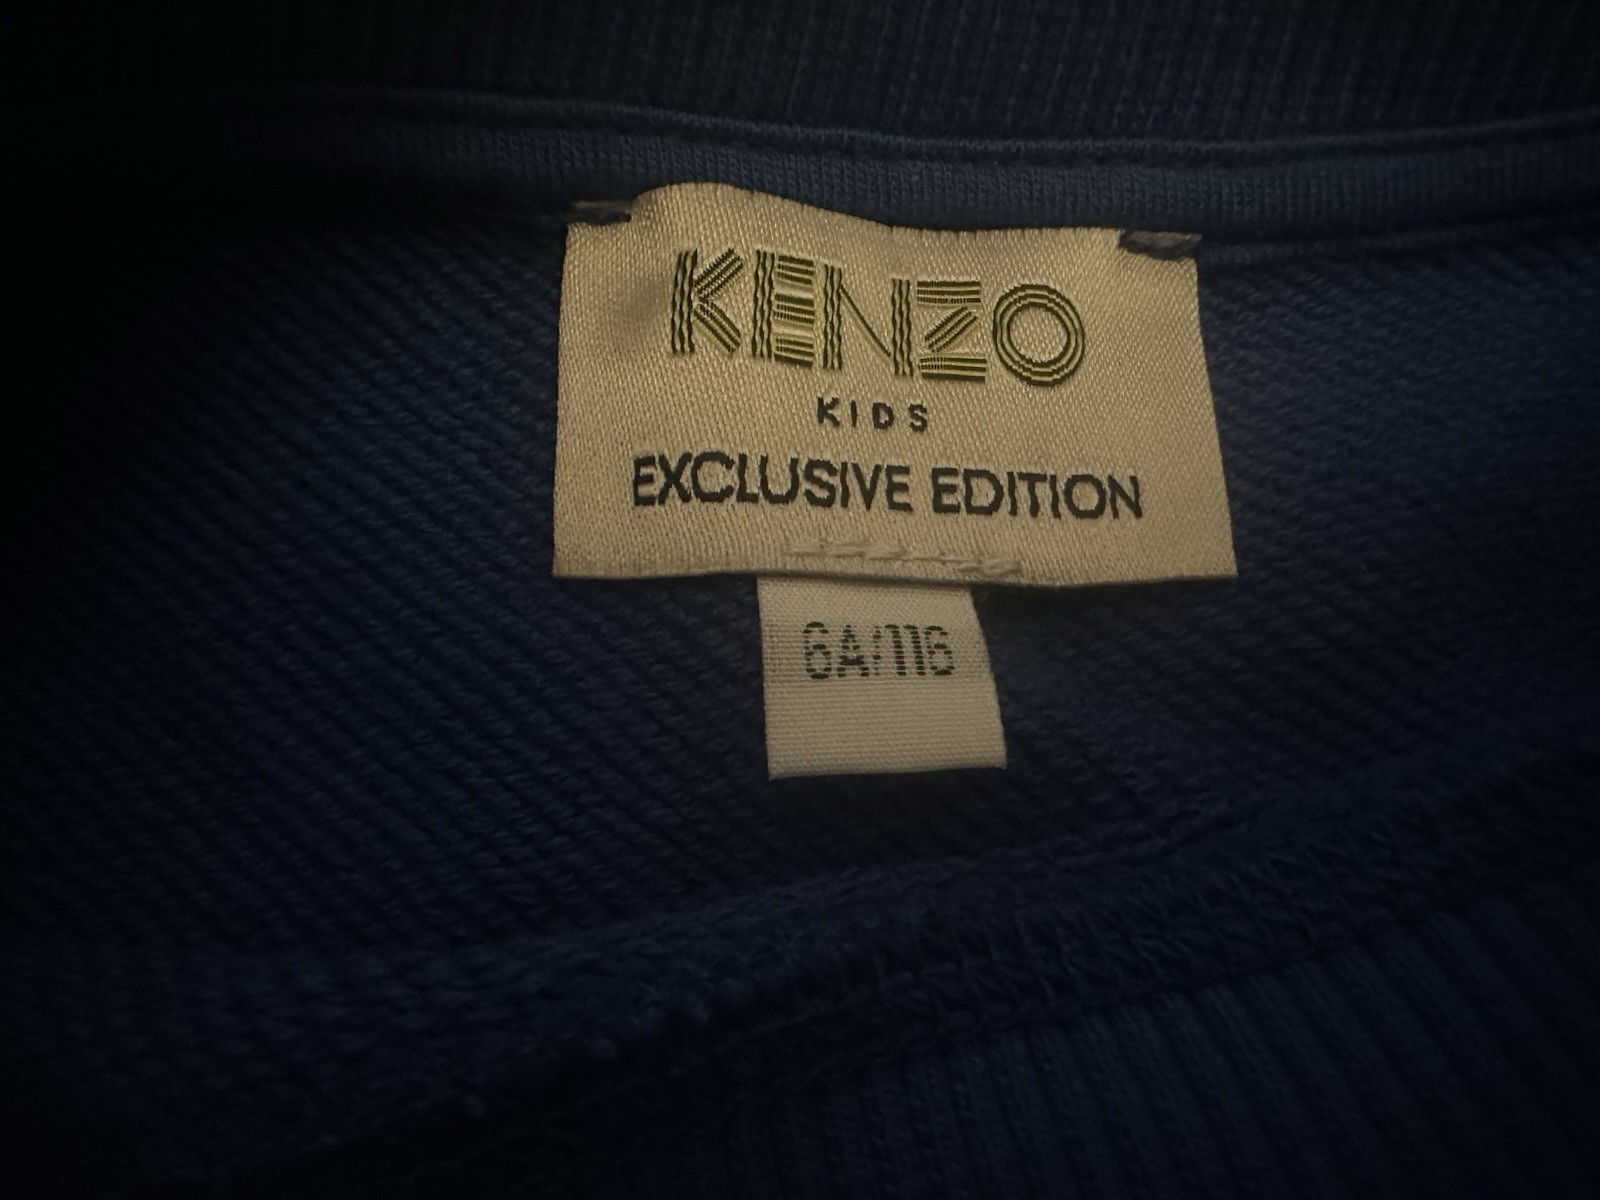 KENZO
KIDS
EXCLUSIVE EDITION
6A/116